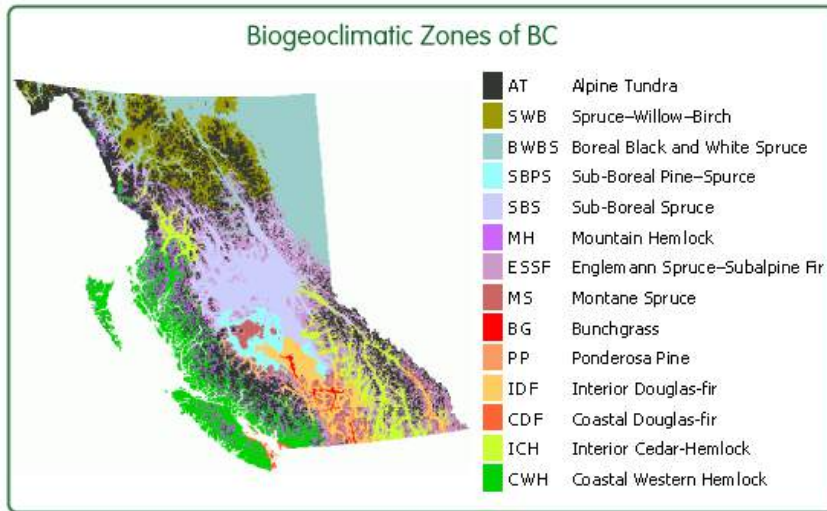 Biogeoclimatic Zones of BC
AT Alpine Tundra
SWB Spruce–Willow–Birch
BWBS Boreal Black and White Spruce
SBPS Sub-Boreal Pine–Spurce
SBS Sub-Boreal Spruce
MH Mountain Hemlock
ESSF Englemann Spruce–Subalpine Fir
MS Montane Spruce
BG Bunchgrass
PP Ponderosa Pine
IDF Interior Douglas-fir
CDF Coastal Douglas-fir
ICH Interior Cedar-Hemlock
CWH Coastal Western Hemlock